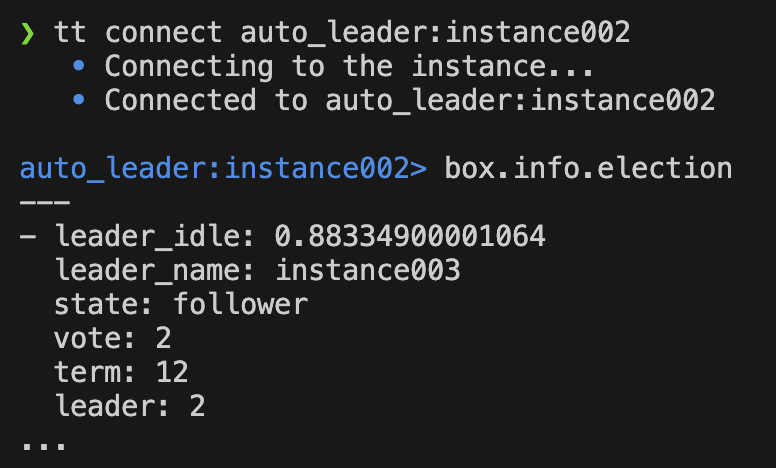 ❯ tt connect auto_leader:instance002
   • Connecting to the instance...
   • Connected to auto_leader:instance002
auto_leader:instance002> box.info.election
---
- leader_idle: 0.88334900001064
  leader_name: instance003
  state: follower
  vote: 2
  term: 12
  leader: 2
...